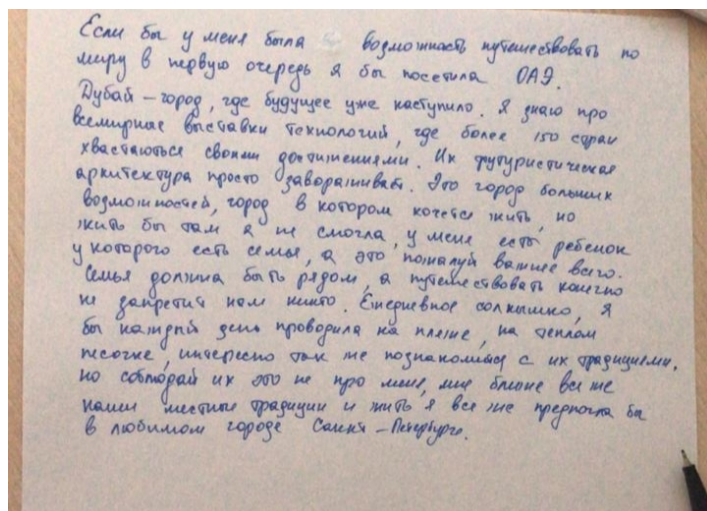 Если бы у меня была возможность путешествовать по
миру в первую очередь я бы посетила ОАЭ.
Дубай – город, где будущее уже наступило. Я знаю про
всемирные выставки технологий, где более 150 стран
хвастаються своими достижениями. Их футуристическая
архитектура просто завораживает. Это город больших
возможностей, город в котором хочется жить, но
жить бы там я не смогла, у меня есть ребенок
у которого есть семья, а это пожалуй важнее всего.
Семья должна быть рядом, а путешествовать конечно
не запретит нам никто. Ежедневное солнышко, я
бы каждый день проводила на пляже, на теплом
песочке, интересно так же познакомиться с их традициями,
но соблюдай их это не про меня, мне ближе все же
наши местные традиции и жить я все же предпочла бы
в любимом городе Санкт – Петербурге.